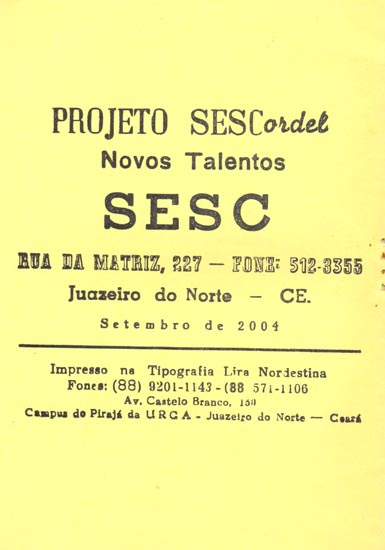 PROJETO SESCordel
Novos Talentos
SESC
RUA DA MATRIZ, 227 — FONE: 512-3355
Juazeiro do Norte — CE.
Setembro de 2004
Impresso na Tipografia Lira Nordestina
Fones: (88) 9201-1143 - (88 571-1106
Av. Castelo Branco, 150
Campus do Pirajá da URCA - Juazeiro do Norte — Ceará